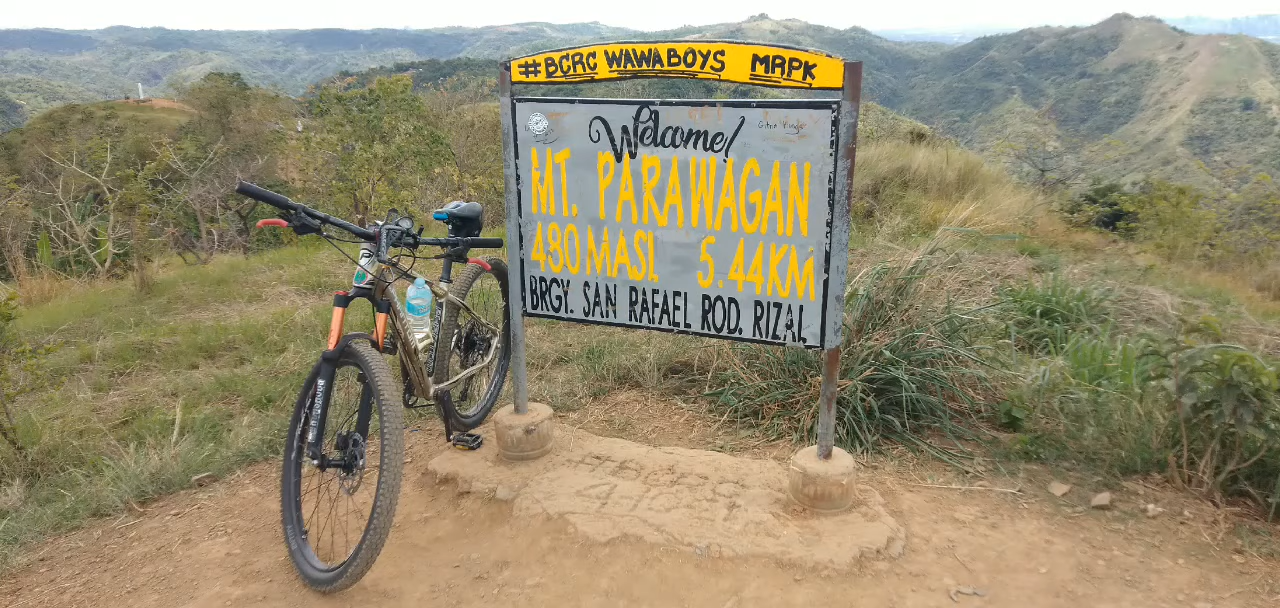 #BCRC WAWABOYS MRPK
Welcome!
MT. PARAWAGAN
480 MASL 5.44KM
BRGY. SAN RAFAEL ROD. RIZAL